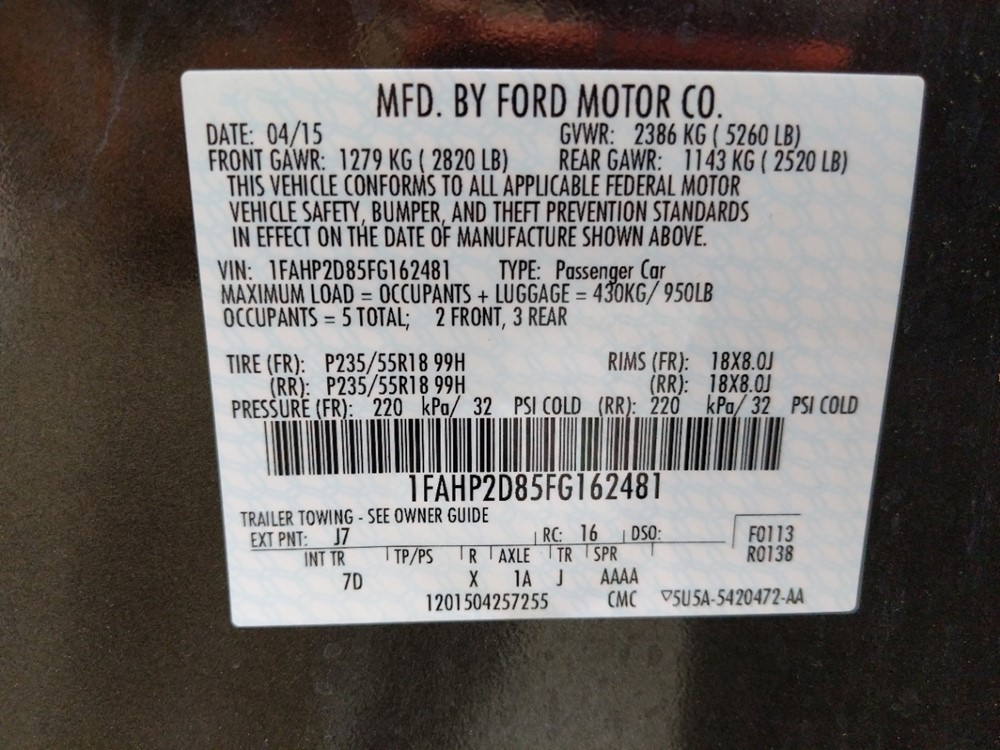 MFD. BY FORD MOTOR CO.
DATE: 04/15 GVWR: 2386 KG ( 5260 LB)
FRONT GAWR: 1279 KG ( 2820 LB) REAR GAWR: 1143 KG ( 2520 LB)
THIS VEHICLE CONFORMS TO ALL APPLICABLE FEDERAL MOTOR
VEHICLE SAFETY, BUMPER, AND THEFT PREVENTION STANDARDS
IN EFFECT ON THE DATE OF MANUFACTURE SHOWN ABOVE.
VIN: 1FAHP2D85FG162481 TYPE: Passenger Car
MAXIMUM LOAD = OCCUPANTS + LUGGAGE = 430KG/ 950LB
OCCUPANTS = 5 TOTAL; 2 FRONT, 3 REAR
TIRE (FR): P235/55R18 99H RIMS (FR): 18X8.0J
(RR): P235/55R18 99H (RR): 18X8.0J
PRESSURE (FR): 220 kPa/ 32 PSI COLD (RR): 220 kPa/ 32 PSI COLD
1FAHP2D85FG162481
TRAILER TOWING - SEE OWNER GUIDE
EXT PNT: J7 RC: 16 DSO: F0113
INT TR TP/PS R AXLE TR SPR R0138
7D X 1A J AAAA
1201504257255 CMC ▽5U5A-5420472-AA